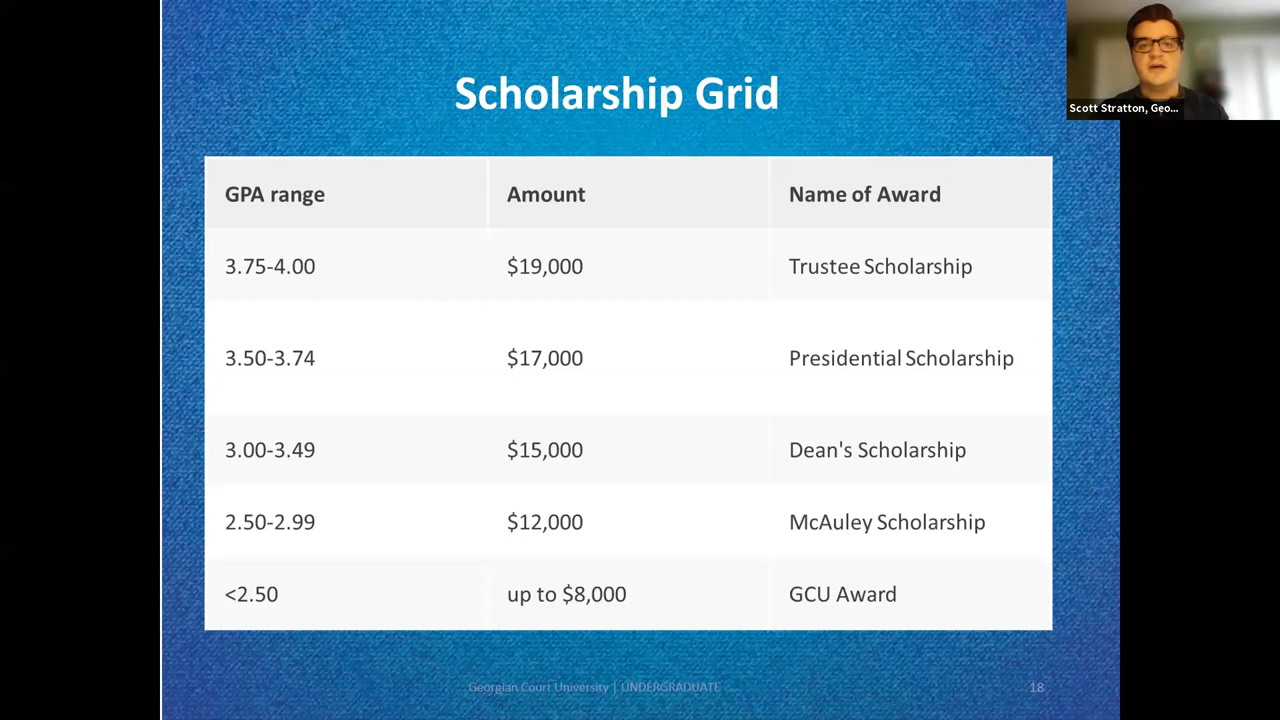 Scholarship Grid
Scott Stratton, Geo...
GPA range Amount Name of Award
3.75-4.00 $19,000 Trustee Scholarship
3.50-3.74 $17,000 Presidential Scholarship
3.00-3.49 $15,000 Dean's Scholarship
2.50-2.99 $12,000 McAuley Scholarship
<2.50 up to $8,000 GCU Award
Georgian Court University | UNDERGRADUATE 18